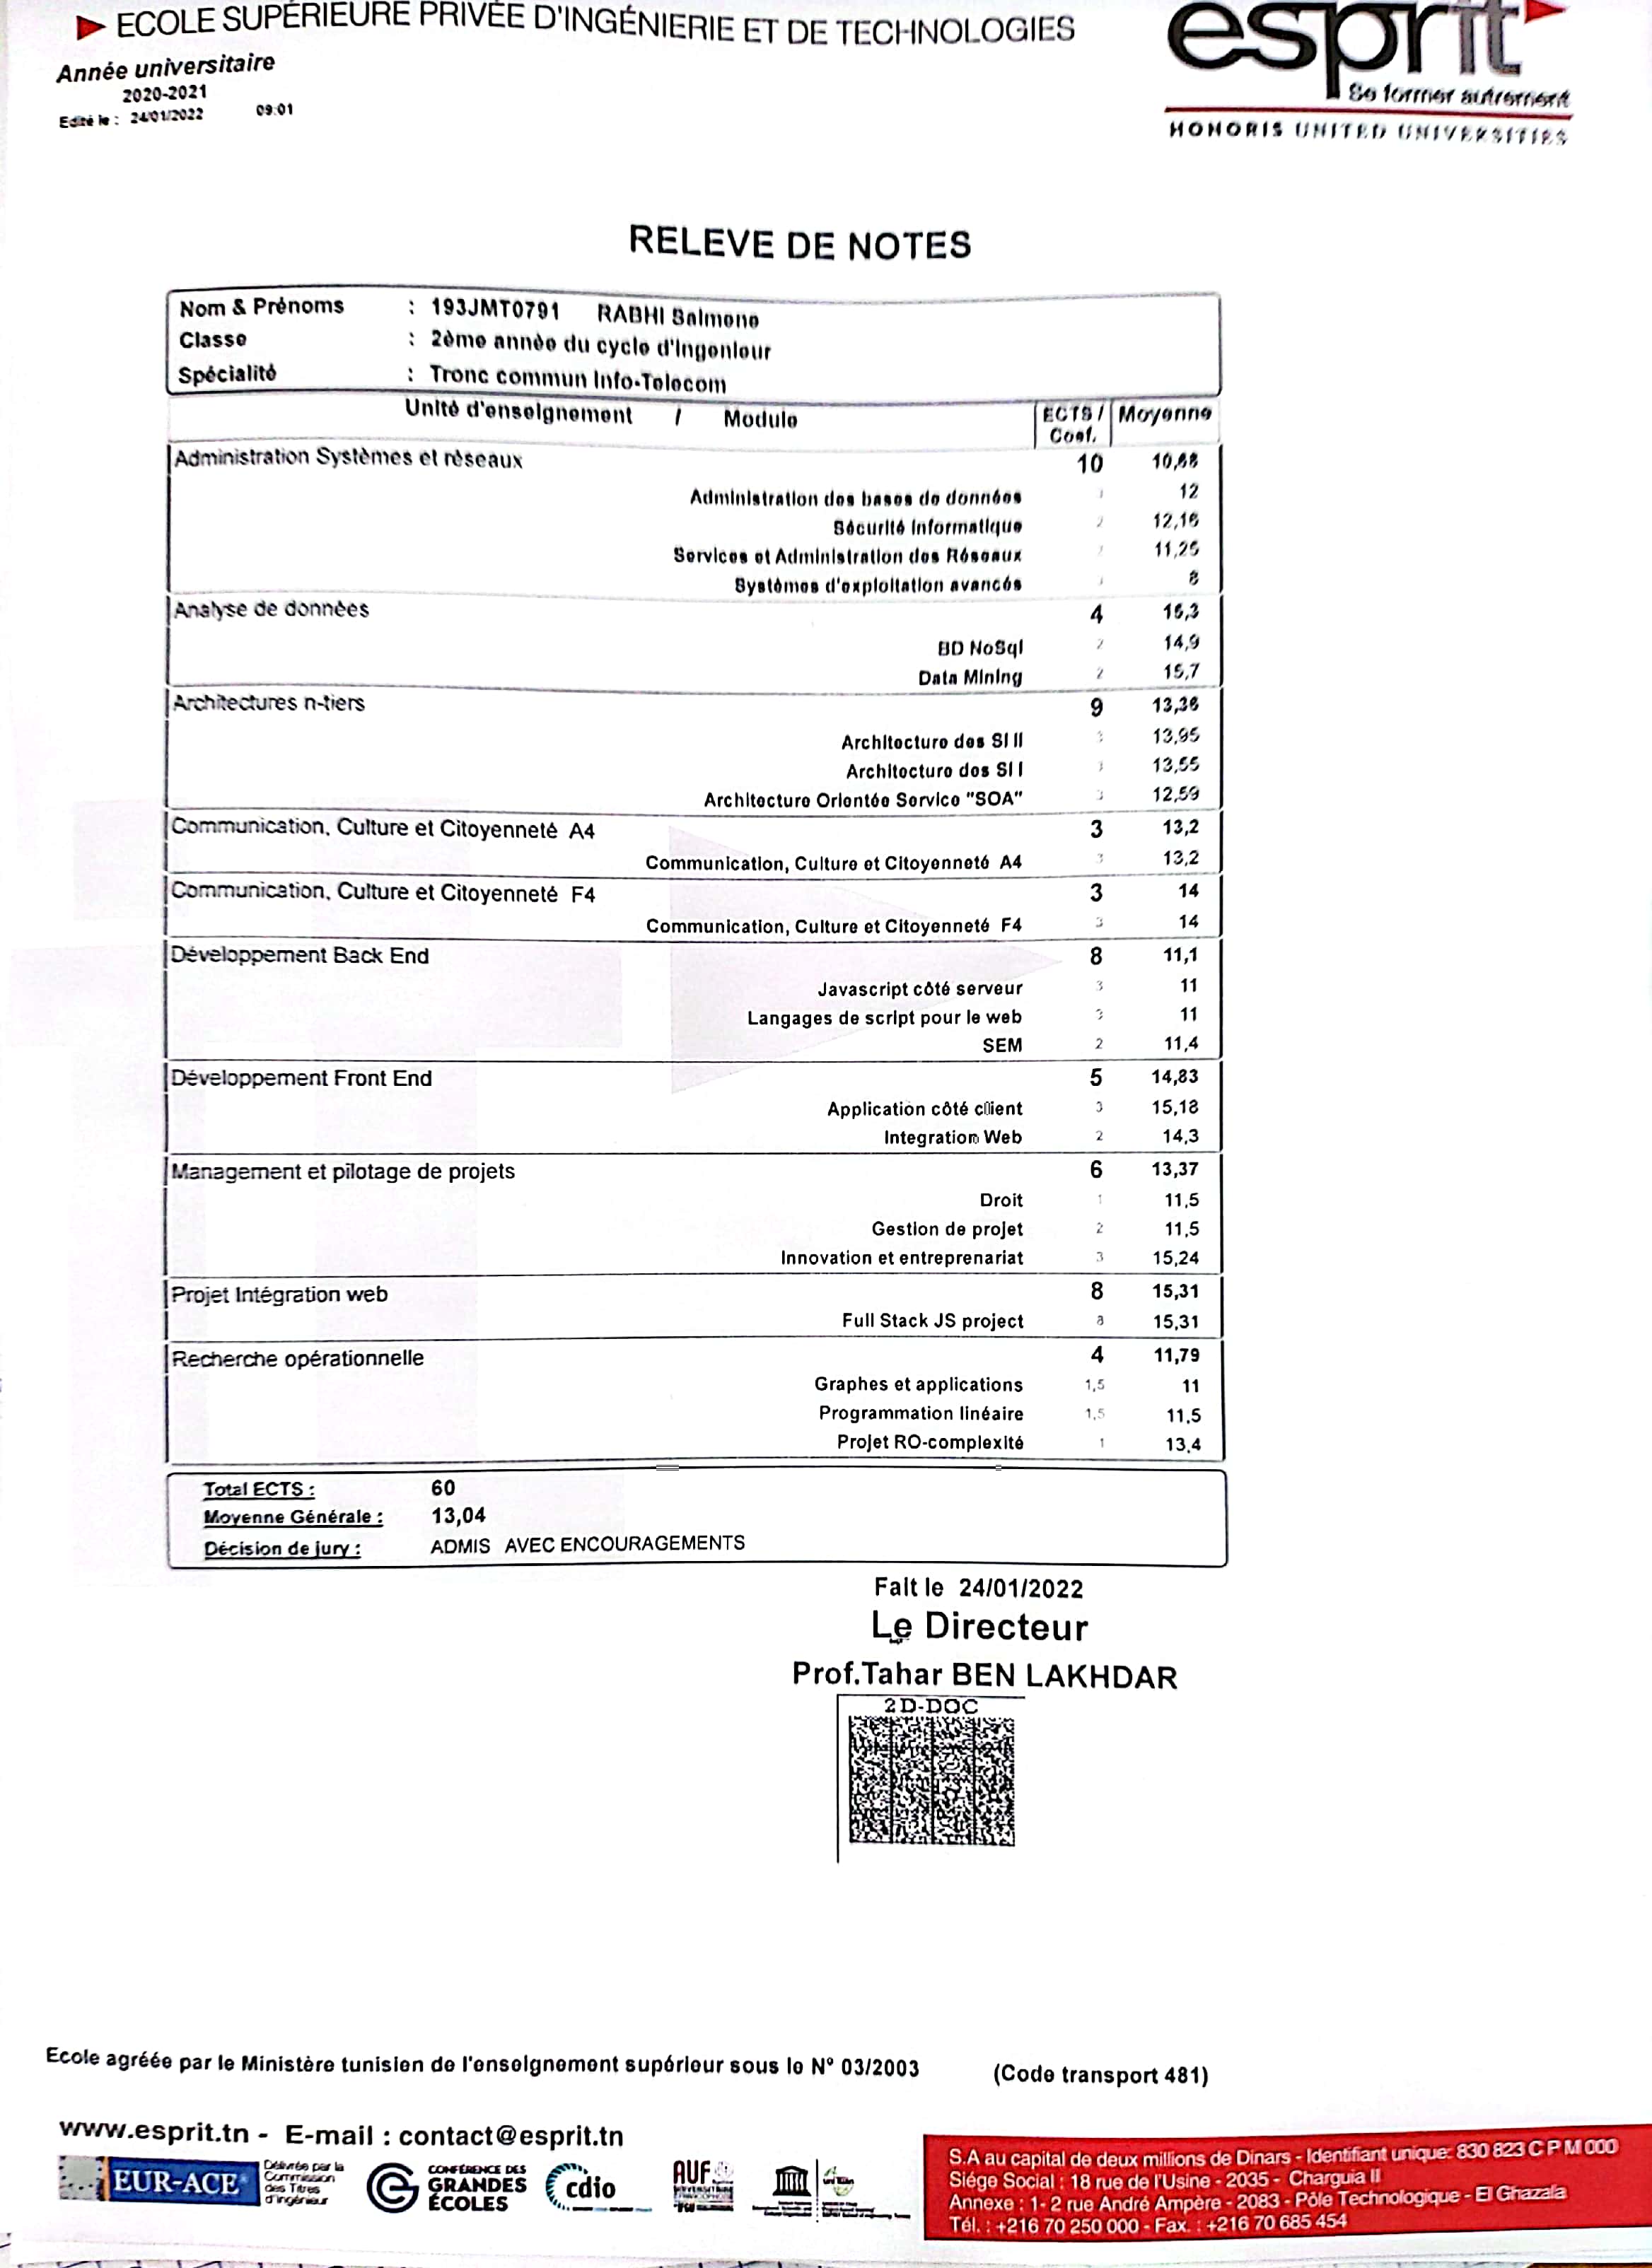 ECOLE SUPÉRIEURE PRIVÉE D'INGÉNIERIE ET DE TECHNOLOGIES
esprit
Se former autrement
HONORIS UNITED UNIVERSITIES
Année universitaire
2020-2021
Edité le : 24/01/2022 09:01
RELEVE DE NOTES
Nom & Prénoms : 193JMT0791 RABHI
Classe : 2ème année du cycle d'Ingenieur
Spécialité : Tronc commun Info-Telecom
Unité d'enseignement / Module ECTS / Coef. Moyenne
Administration Systèmes et réseaux 10 10,68
Administration des bases de données 12
Sécurité Informatique 2 12,16
Services et Administration des Réseaux 11,25
Systèmes d'exploitation avancés 8
Analyse de données 4 15,3
BD NoSql 2 14,9
Data Mining 2 15,7
Architectures n-tiers 9 13,36
Architecture des SI II 3 13,95
Architecture des SI I 3 13,55
Architecture Orientée Service "SOA" 3 12,59
Communication, Culture et Citoyenneté A4 3 13,2
Communication, Culture et Citoyenneté A4 3 13,2
Communication, Culture et Citoyenneté F4 3 14
Communication, Culture et Citoyenneté F4 3 14
Développement Back End 8 11,1
Javascript côté serveur 3 11
Langages de script pour le web 3 11
SEM 2 11,4
Développement Front End 5 14,83
Application côté client 3 15,18
Integration Web 2 14,3
Management et pilotage de projets 6 13,37
Droit 1 11,5
Gestion de projet 2 11,5
Innovation et entreprenariat 3 15,24
Projet Intégration web 8 15,31
Full Stack JS project 8 15,31
Recherche opérationnelle 4 11,79
Graphes et applications 1,5 11
Programmation linéaire 1,5 11,5
Projet RO-complexité 1 13,4
Total ECTS : 60
Moyenne Générale : 13,04
Décision de jury : ADMIS AVEC ENCOURAGEMENTS
Fait le 24/01/2022
Le Directeur
Prof.Tahar BEN LAKHDAR
2D-DOC
Ecole agréée par le Ministère tunisien de l'enseignement supérieur sous le N° 03/2003 (Code transport 481)
www.esprit.tn - E-mail : contact@esprit.tn
EUR-ACE
Délivrée par la
Commission
des Titres
d'ingénieur
CONFÉRENCE DES
GRANDES
ÉCOLES
cdio
AUF
S.A au capital de deux millions de Dinars - Identifiant unique: 830 823 C P M 000
Siége Social : 18 rue de l'Usine - 2035 - Charguia II
Annexe : 1- 2 rue André Ampère - 2083 - Pôle Technologique - El Ghazala
Tél. : +216 70 250 000 - Fax. : +216 70 685 454